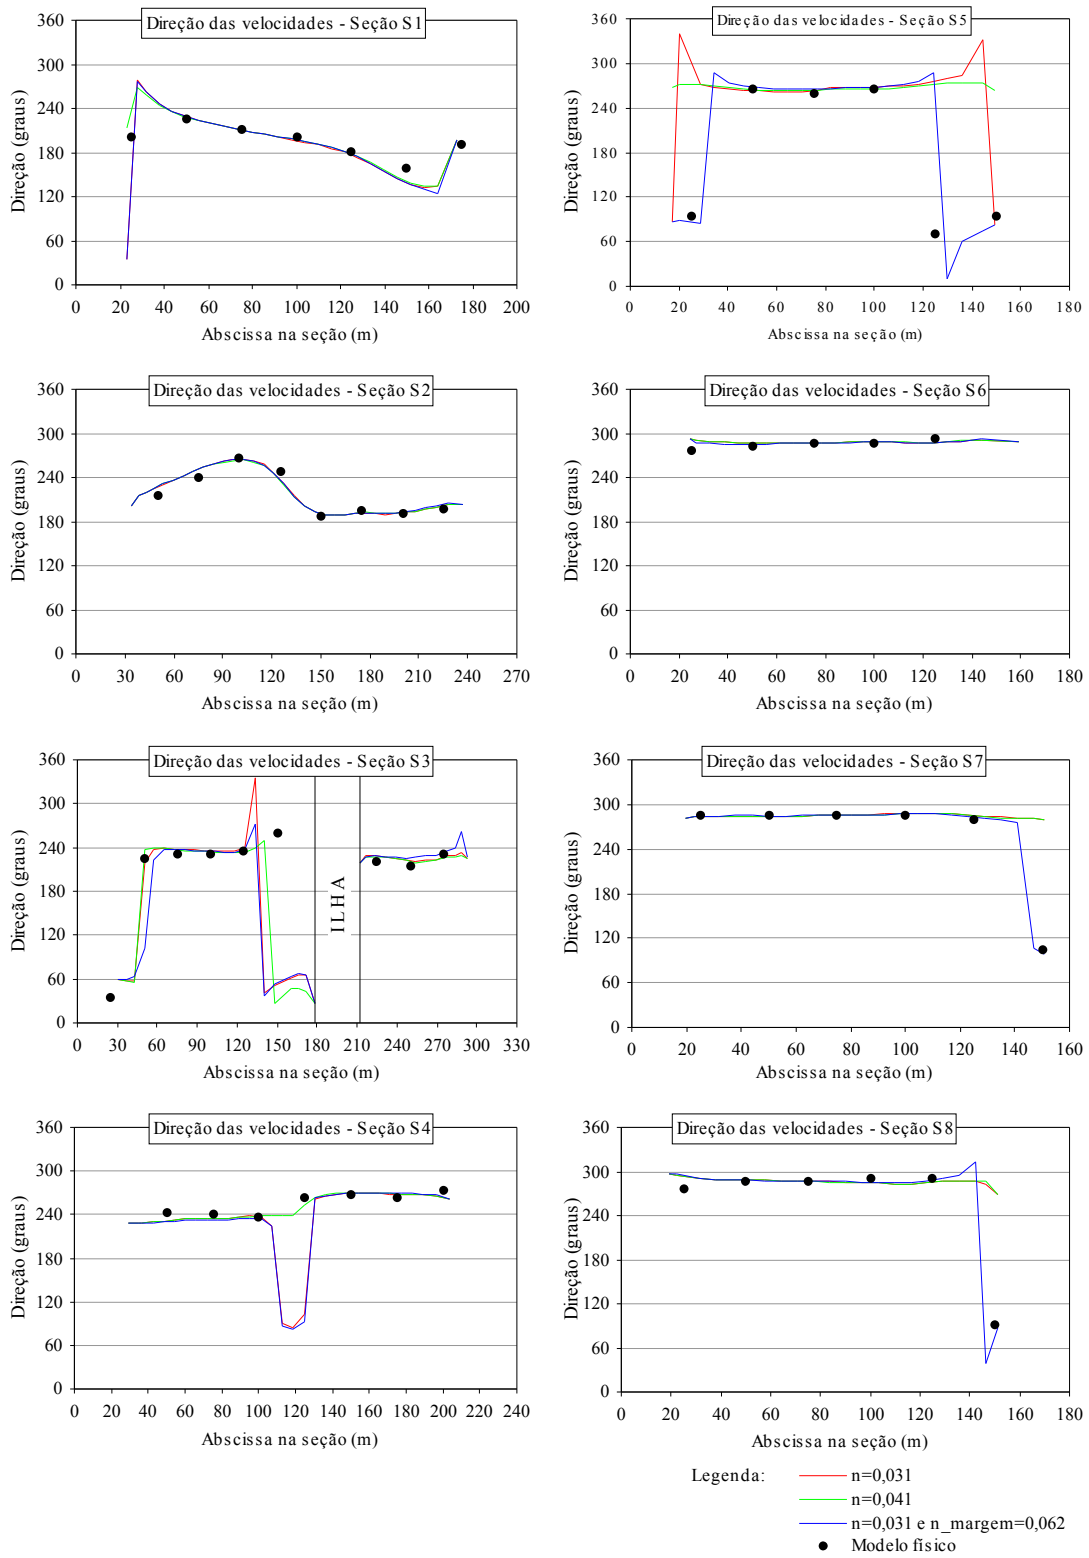 Direção das velocidades - Seção S1
Direção (graus)
360
300
240
180
120
60
0
0 20 40 60 80 100 120 140 160 180 200
Abscissa na seção (m)
Direção das velocidades - Seção S5
Direção (graus)
360
300
240
180
120
60
0
0 20 40 60 80 100 120 140 160 180
Abscissa na seção (m)
Direção das velocidades - Seção S2
Direção (graus)
360
300
240
180
120
60
0
0 30 60 90 120 150 180 210 240 270
Abscissa na seção (m)
Direção das velocidades - Seção S6
Direção (graus)
360
300
240
180
120
60
0
0 20 40 60 80 100 120 140 160 180
Abscissa na seção (m)
Direção das velocidades - Seção S3
Direção (graus)
360
300
240
180
120
60
0
ILHA
0 30 60 90 120 150 180 210 240 270 300 330
Abscissa na seção (m)
Direção das velocidades - Seção S7
Direção (graus)
360
300
240
180
120
60
0
0 20 40 60 80 100 120 140 160
Abscissa na seção (m)
Direção das velocidades - Seção S4
Direção (graus)
360
300
240
180
120
60
0
0 20 40 60 80 100 120 140 160 180 200 220 240
Abscissa na seção (m)
Direção das velocidades - Seção S8
Direção (graus)
360
300
240
180
120
60
0
0 20 40 60 80 100 120 140 160 180
Abscissa na seção (m)
Legenda:
n=0,031
n=0,041
n=0,031 e n_margem=0,062
Modelo físico